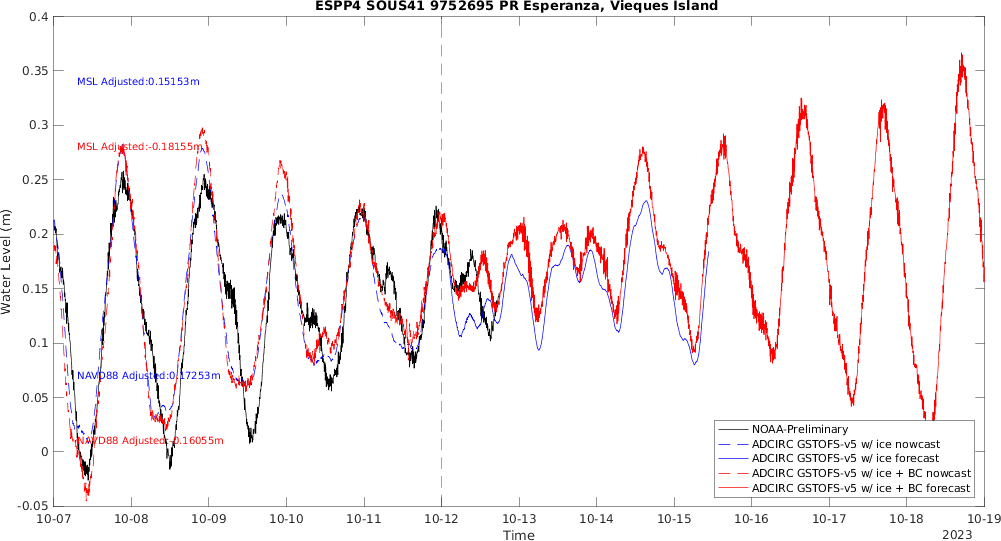 ESPP4 SOUS41 9752695 PR Esperanza, Vieques Island
0.4
0.35
0.3
0.25
0.2
0.15
0.1
0.05
0
-0.05
Water Level (m)
MSL Adjusted:0.15153m
MSL Adjusted:-0.18155m
NAVD88 Adjusted:0.17253m
NAVD88 Adjusted:-0.16055m
NOAA-Preliminary
ADCIRC GSTOFS-v5 w/ ice nowcast
ADCIRC GSTOFS-v5 w/ ice forecast
ADCIRC GSTOFS-v5 w/ ice + BC nowcast
ADCIRC GSTOFS-v5 w/ ice + BC forecast
10-07 10-08 10-09 10-10 10-11 10-12 10-13 10-14 10-15 10-16 10-17 10-18 10-19
Time
2023